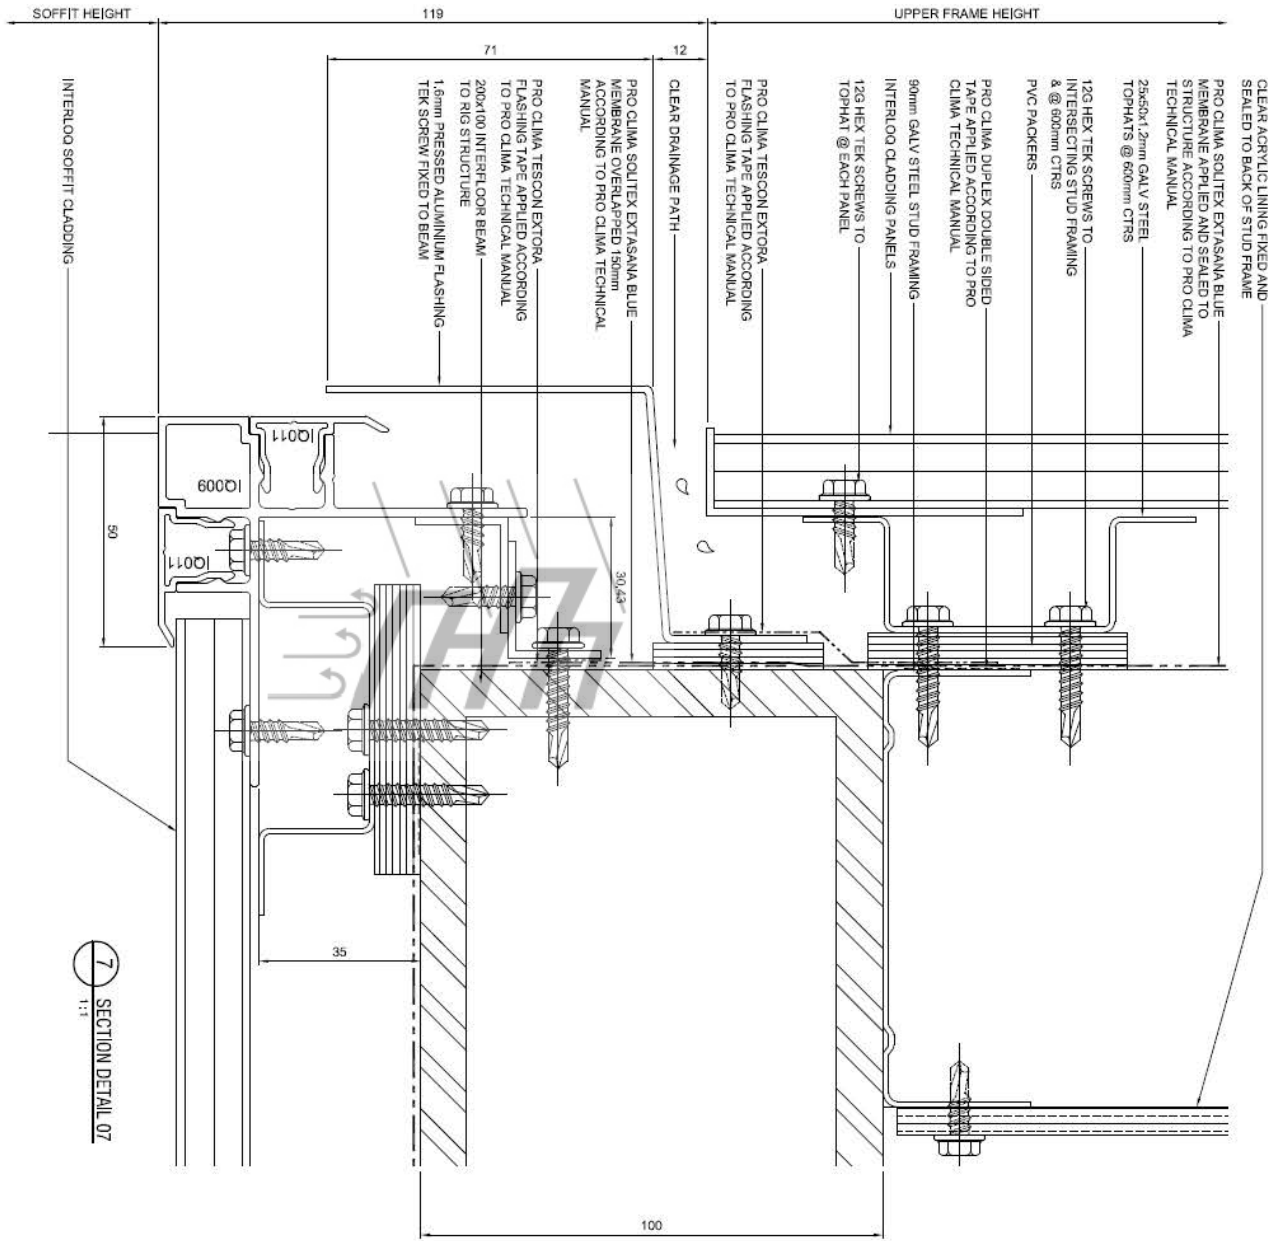 SOFFIT HEIGHT
119
UPPER FRAME HEIGHT
71
12
CLEAR ACRYLIC LINING FIXED AND
SEALED TO BACK OF STUD FRAME
PRO CLIMA SOLITEX EXTASANA BLUE
MEMBRANE APPLIED AND SEALED TO
STRUCTURE ACCORDING TO PRO CLIMA
TECHNICAL MANUAL
25x50x1.2mm GALV STEEL
TOPHATS @ 600mm CTRS
12G HEX TEK SCREWS TO
INTERSECTING STUD FRAMING
& @ 600mm CTRS
PVC PACKERS
PRO CLIMA DUPLEX DOUBLE SIDED
TAPE APPLIED ACCORDING TO PRO
CLIMA TECHNICAL MANUAL
90mm GALV STEEL STUD FRAMING
INTERLOQ CLADDING PANELS
12G HEX TEK SCREWS TO
TOPHAT @ EACH PANEL
PRO CLIMA TESCON EXTORA
FLASHING TAPE APPLIED ACCORDING
TO PRO CLIMA TECHNICAL MANUAL
CLEAR DRAINAGE PATH
PRO CLIMA SOLITEX EXTASANA BLUE
MEMBRANE OVERLAPPED 150mm
ACCORDING TO PRO CLIMA TECHNICAL
MANUAL
PRO CLIMA TESCON EXTORA
FLASHING TAPE APPLIED ACCORDING
TO PRO CLIMA TECHNICAL MANUAL
200x100 INTERFLOOR BEAM
TO RIG STRUCTURE
1.6mm PRESSED ALUMINIUM FLASHING
TEK SCREW FIXED TO BEAM
INTERLOQ SOFFIT CLADDING
IQ011
IQ009
IQ011
50
30,43
35
100
7
SECTION DETAIL 07
1:1